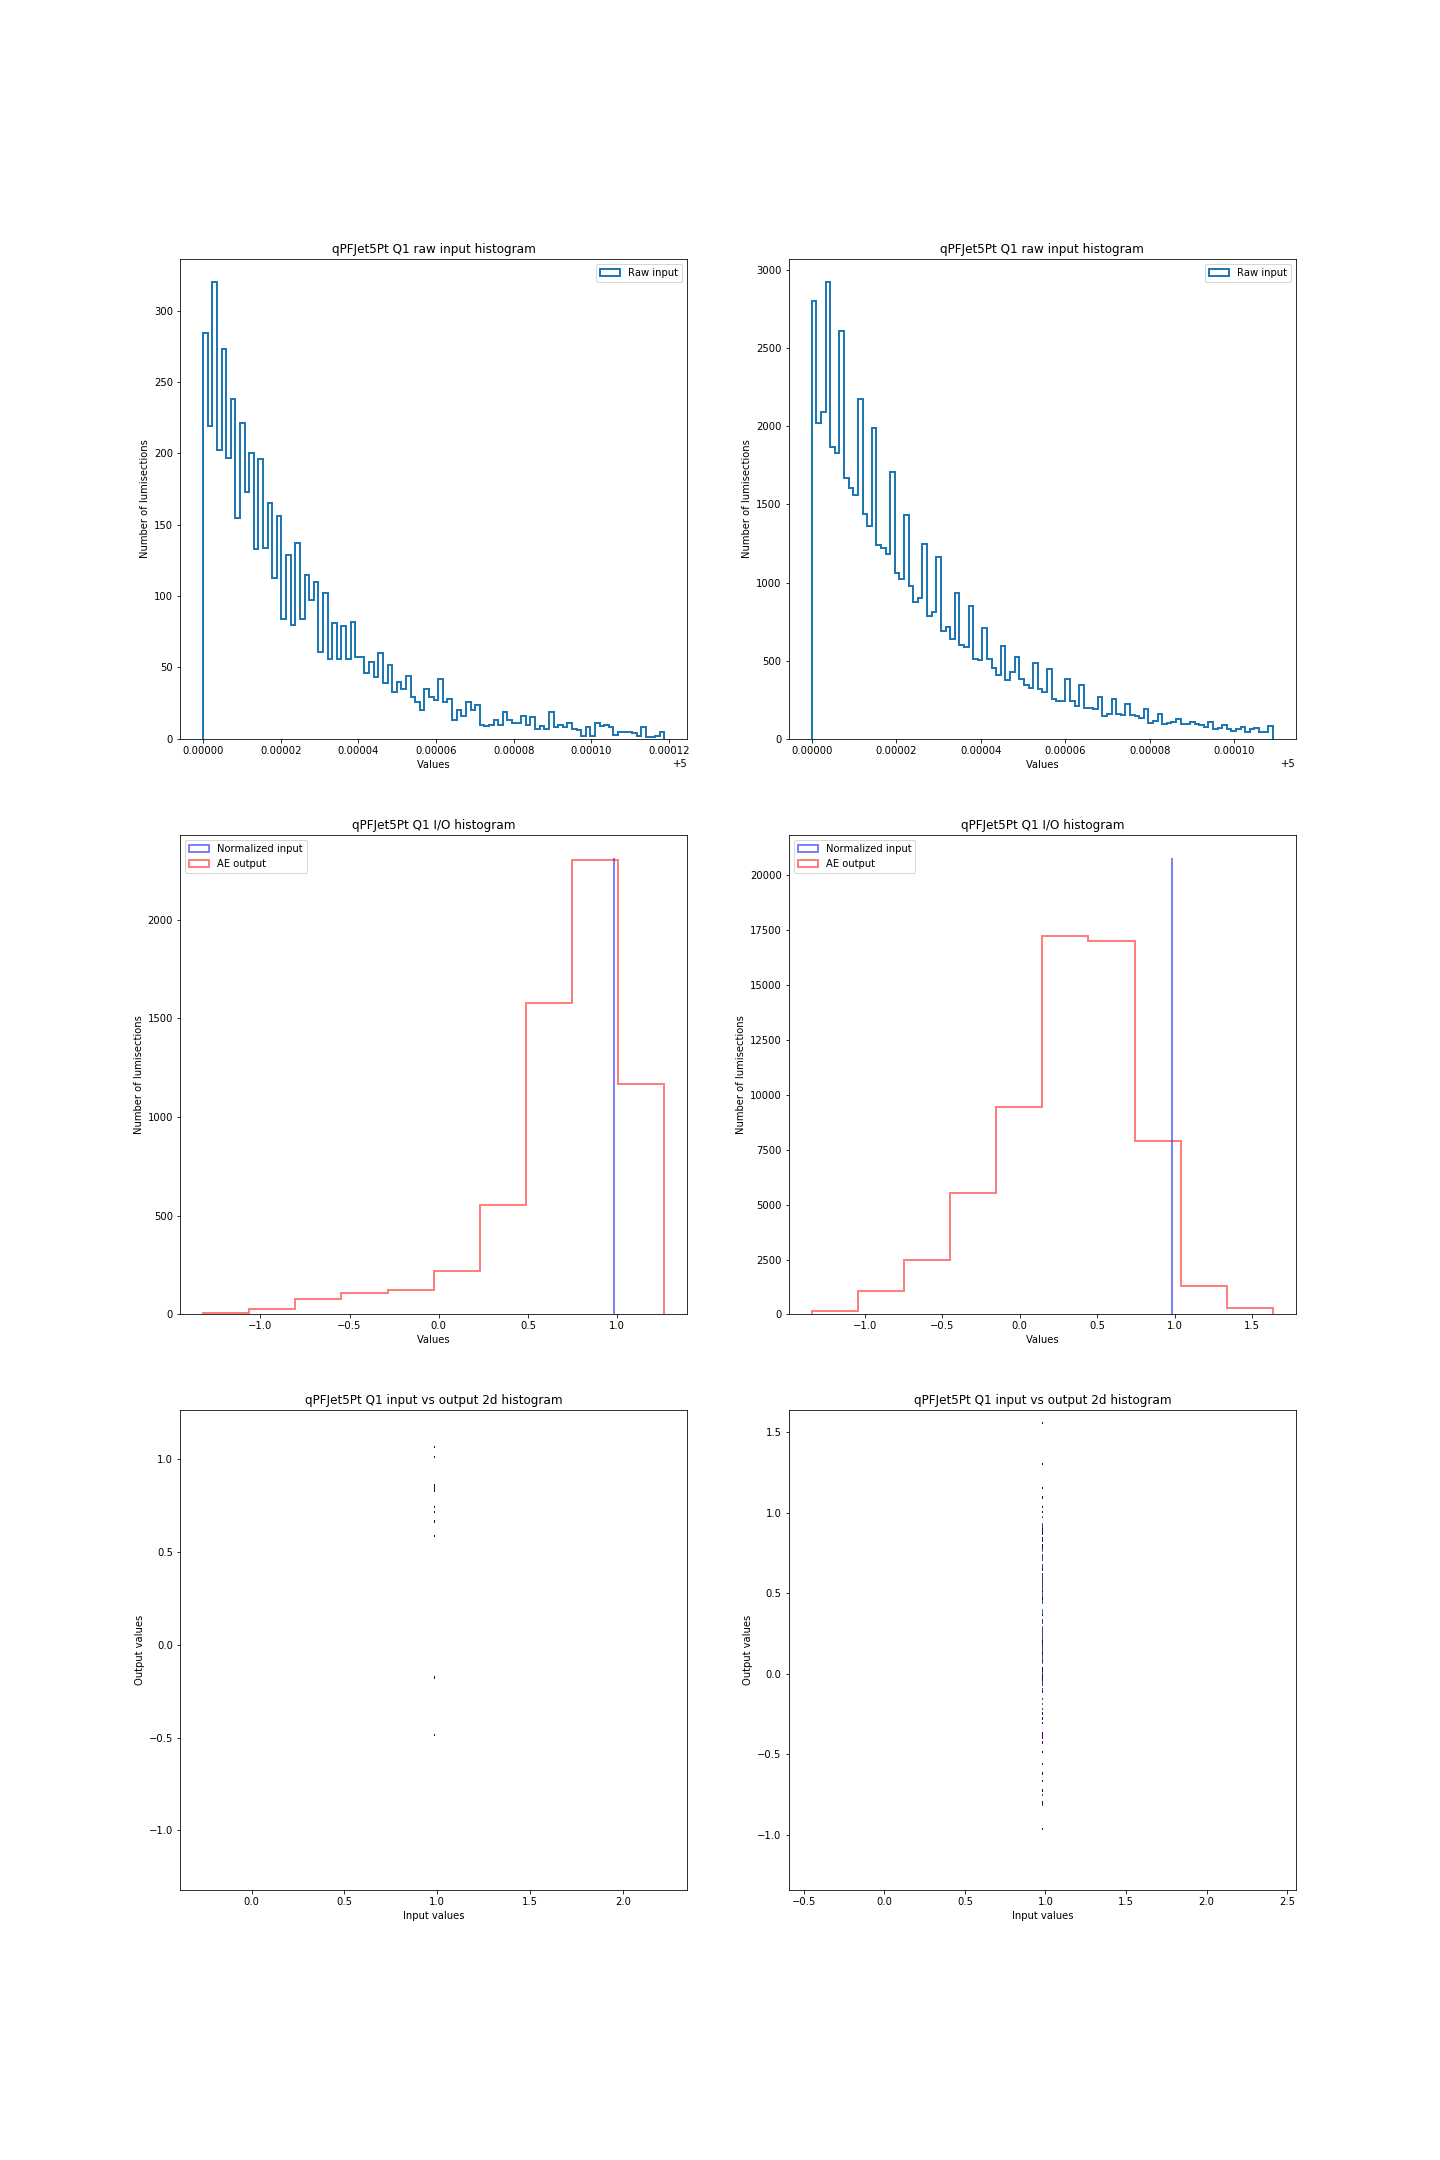 qPFJet5Pt Q1 raw input histogram
Raw input
Number of lumisections
300
250
200
150
100
50
0
0.00000 0.00002 0.00004 0.00006 0.00008 0.00010 0.00012
Values
+5
qPFJet5Pt Q1 raw input histogram
Raw input
Number of lumisections
3000
2500
2000
1500
1000
500
0
0.00000 0.00002 0.00004 0.00006 0.00008 0.00010
Values
+5
qPFJet5Pt Q1 I/O histogram
Normalized input
AE output
Number of lumisections
2000
1500
1000
500
0
−1.0 −0.5 0.0 0.5 1.0
Values
qPFJet5Pt Q1 I/O histogram
Normalized input
AE output
Number of lumisections
20000
17500
15000
12500
10000
7500
5000
2500
0
−1.0 −0.5 0.0 0.5 1.0 1.5
Values
qPFJet5Pt Q1 input vs output 2d histogram
Output values
1.0
0.5
0.0
−0.5
−1.0
0.0 0.5 1.0 1.5 2.0
Input values
qPFJet5Pt Q1 input vs output 2d histogram
Output values
1.5
1.0
0.5
0.0
−0.5
−1.0
−0.5 0.0 0.5 1.0 1.5 2.0 2.5
Input values